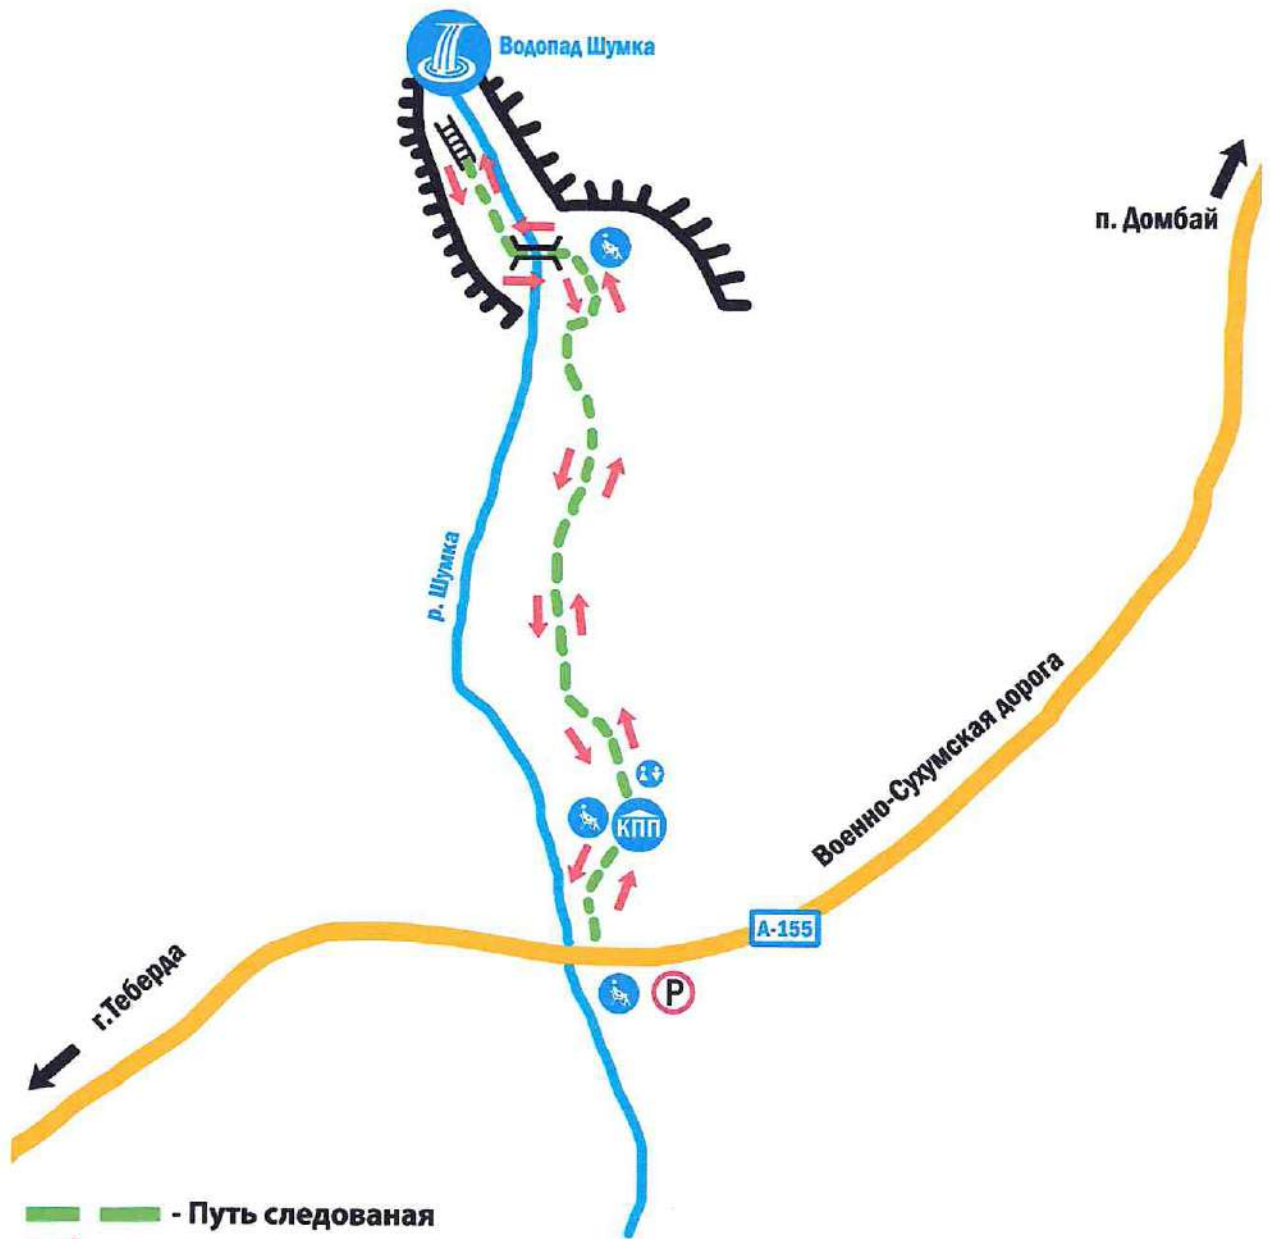 Водопад Шумка
п. Домбай
р. Шумка
Военно-Сухумская дорога
КПП
А-155
г.Теберда
P
- Путь следованая